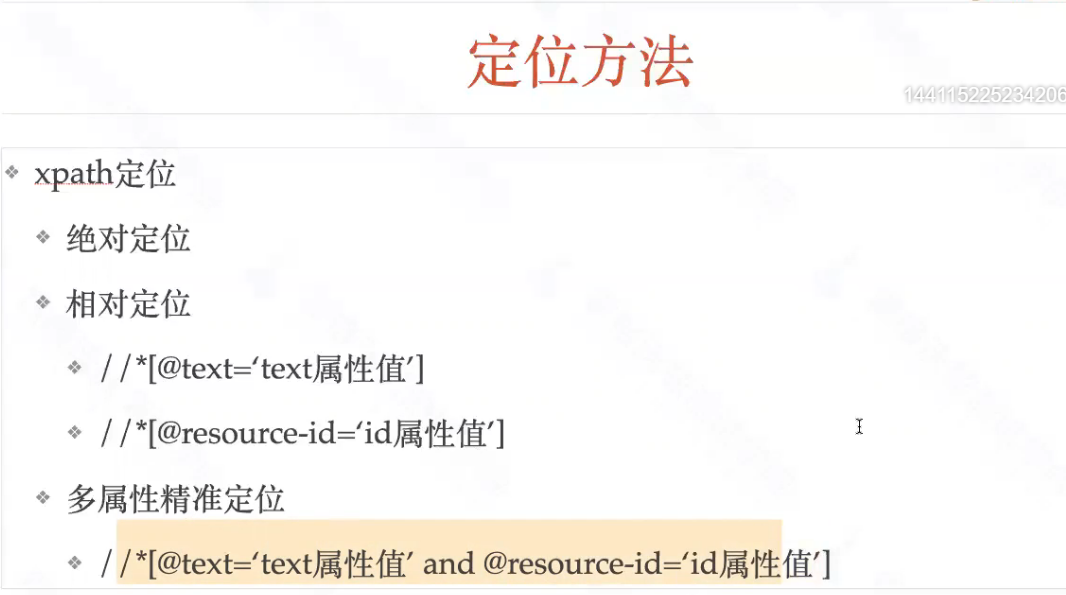 定位方法
144115225234206
xpath定位
绝对定位
相对定位
//*[@text=‘text属性值’]
//*[@resource-id=‘id属性值’]
多属性精准定位
//*[@text=‘text属性值’ and @resource-id=‘id属性值’]